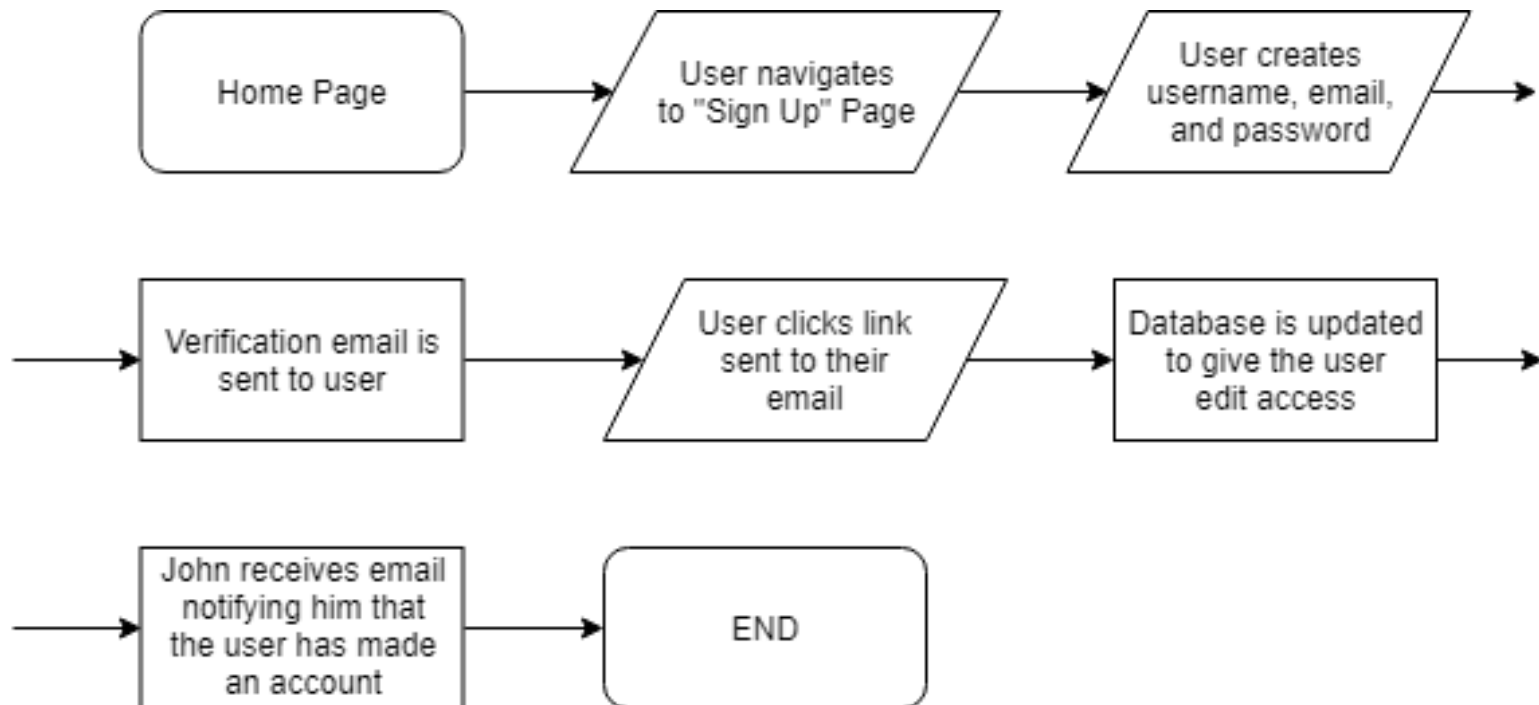 Home Page
User navigates
to "Sign Up" Page
User creates
username, email,
and password
Verification email is
sent to user
User clicks link
sent to their
email
Database is updated
to give the user
edit access
John receives email
notifying him that
the user has made
an account
END